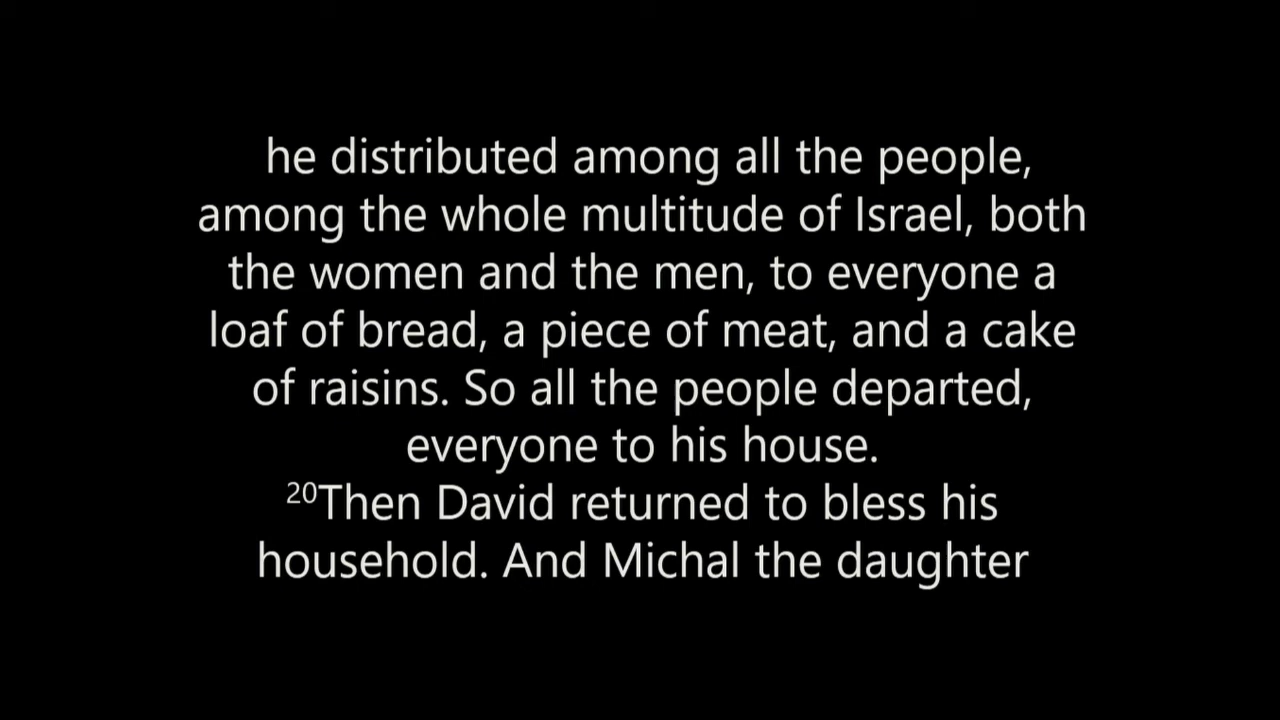 he distributed among all the people,
among the whole multitude of Israel, both
the women and the men, to everyone a
loaf of bread, a piece of meat, and a cake
of raisins. So all the people departed,
everyone to his house.
20Then David returned to bless his
household. And Michal the daughter